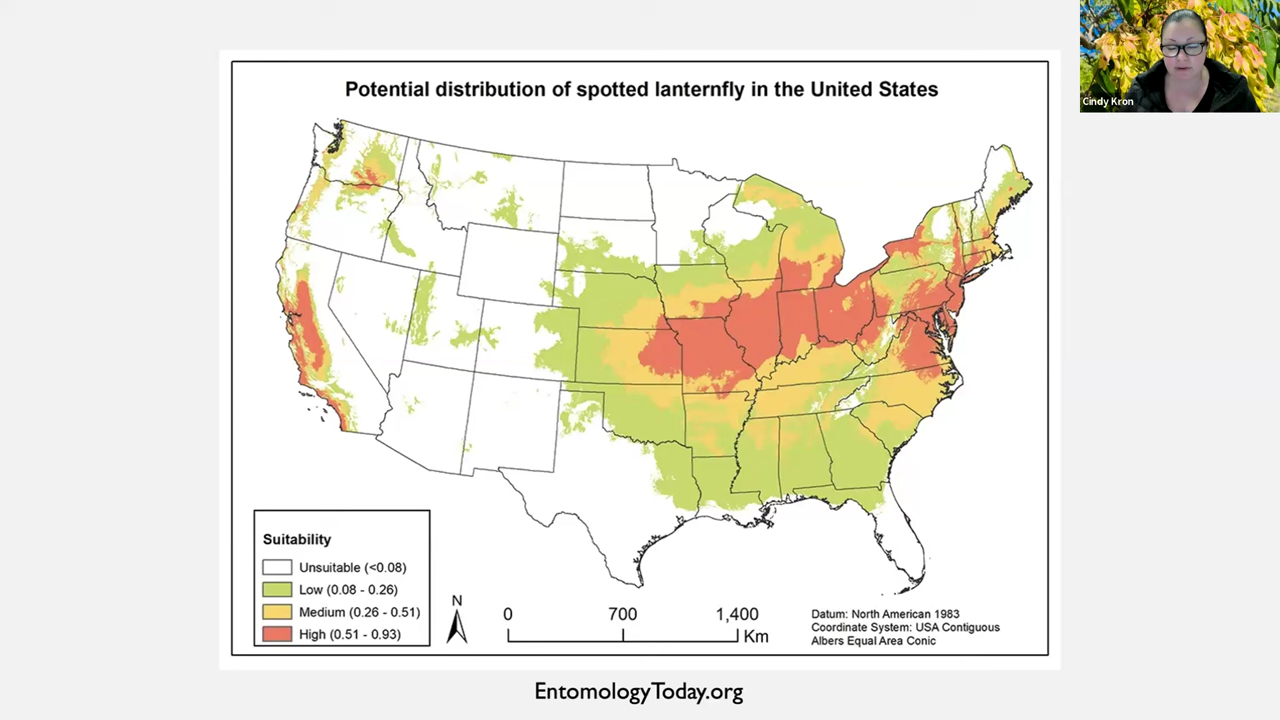 Cindy Kron
Potential distribution of spotted lanternfly in the United States
Suitability
Unsuitable (<0.08)
Low (0.08 - 0.26)
Medium (0.26 - 0.51)
High (0.51 - 0.93)
N
0 700 1,400
Km
Datum: North American 1983
Coordinate System: USA Contiguous
Albers Equal Area Conic
EntomologyToday.org